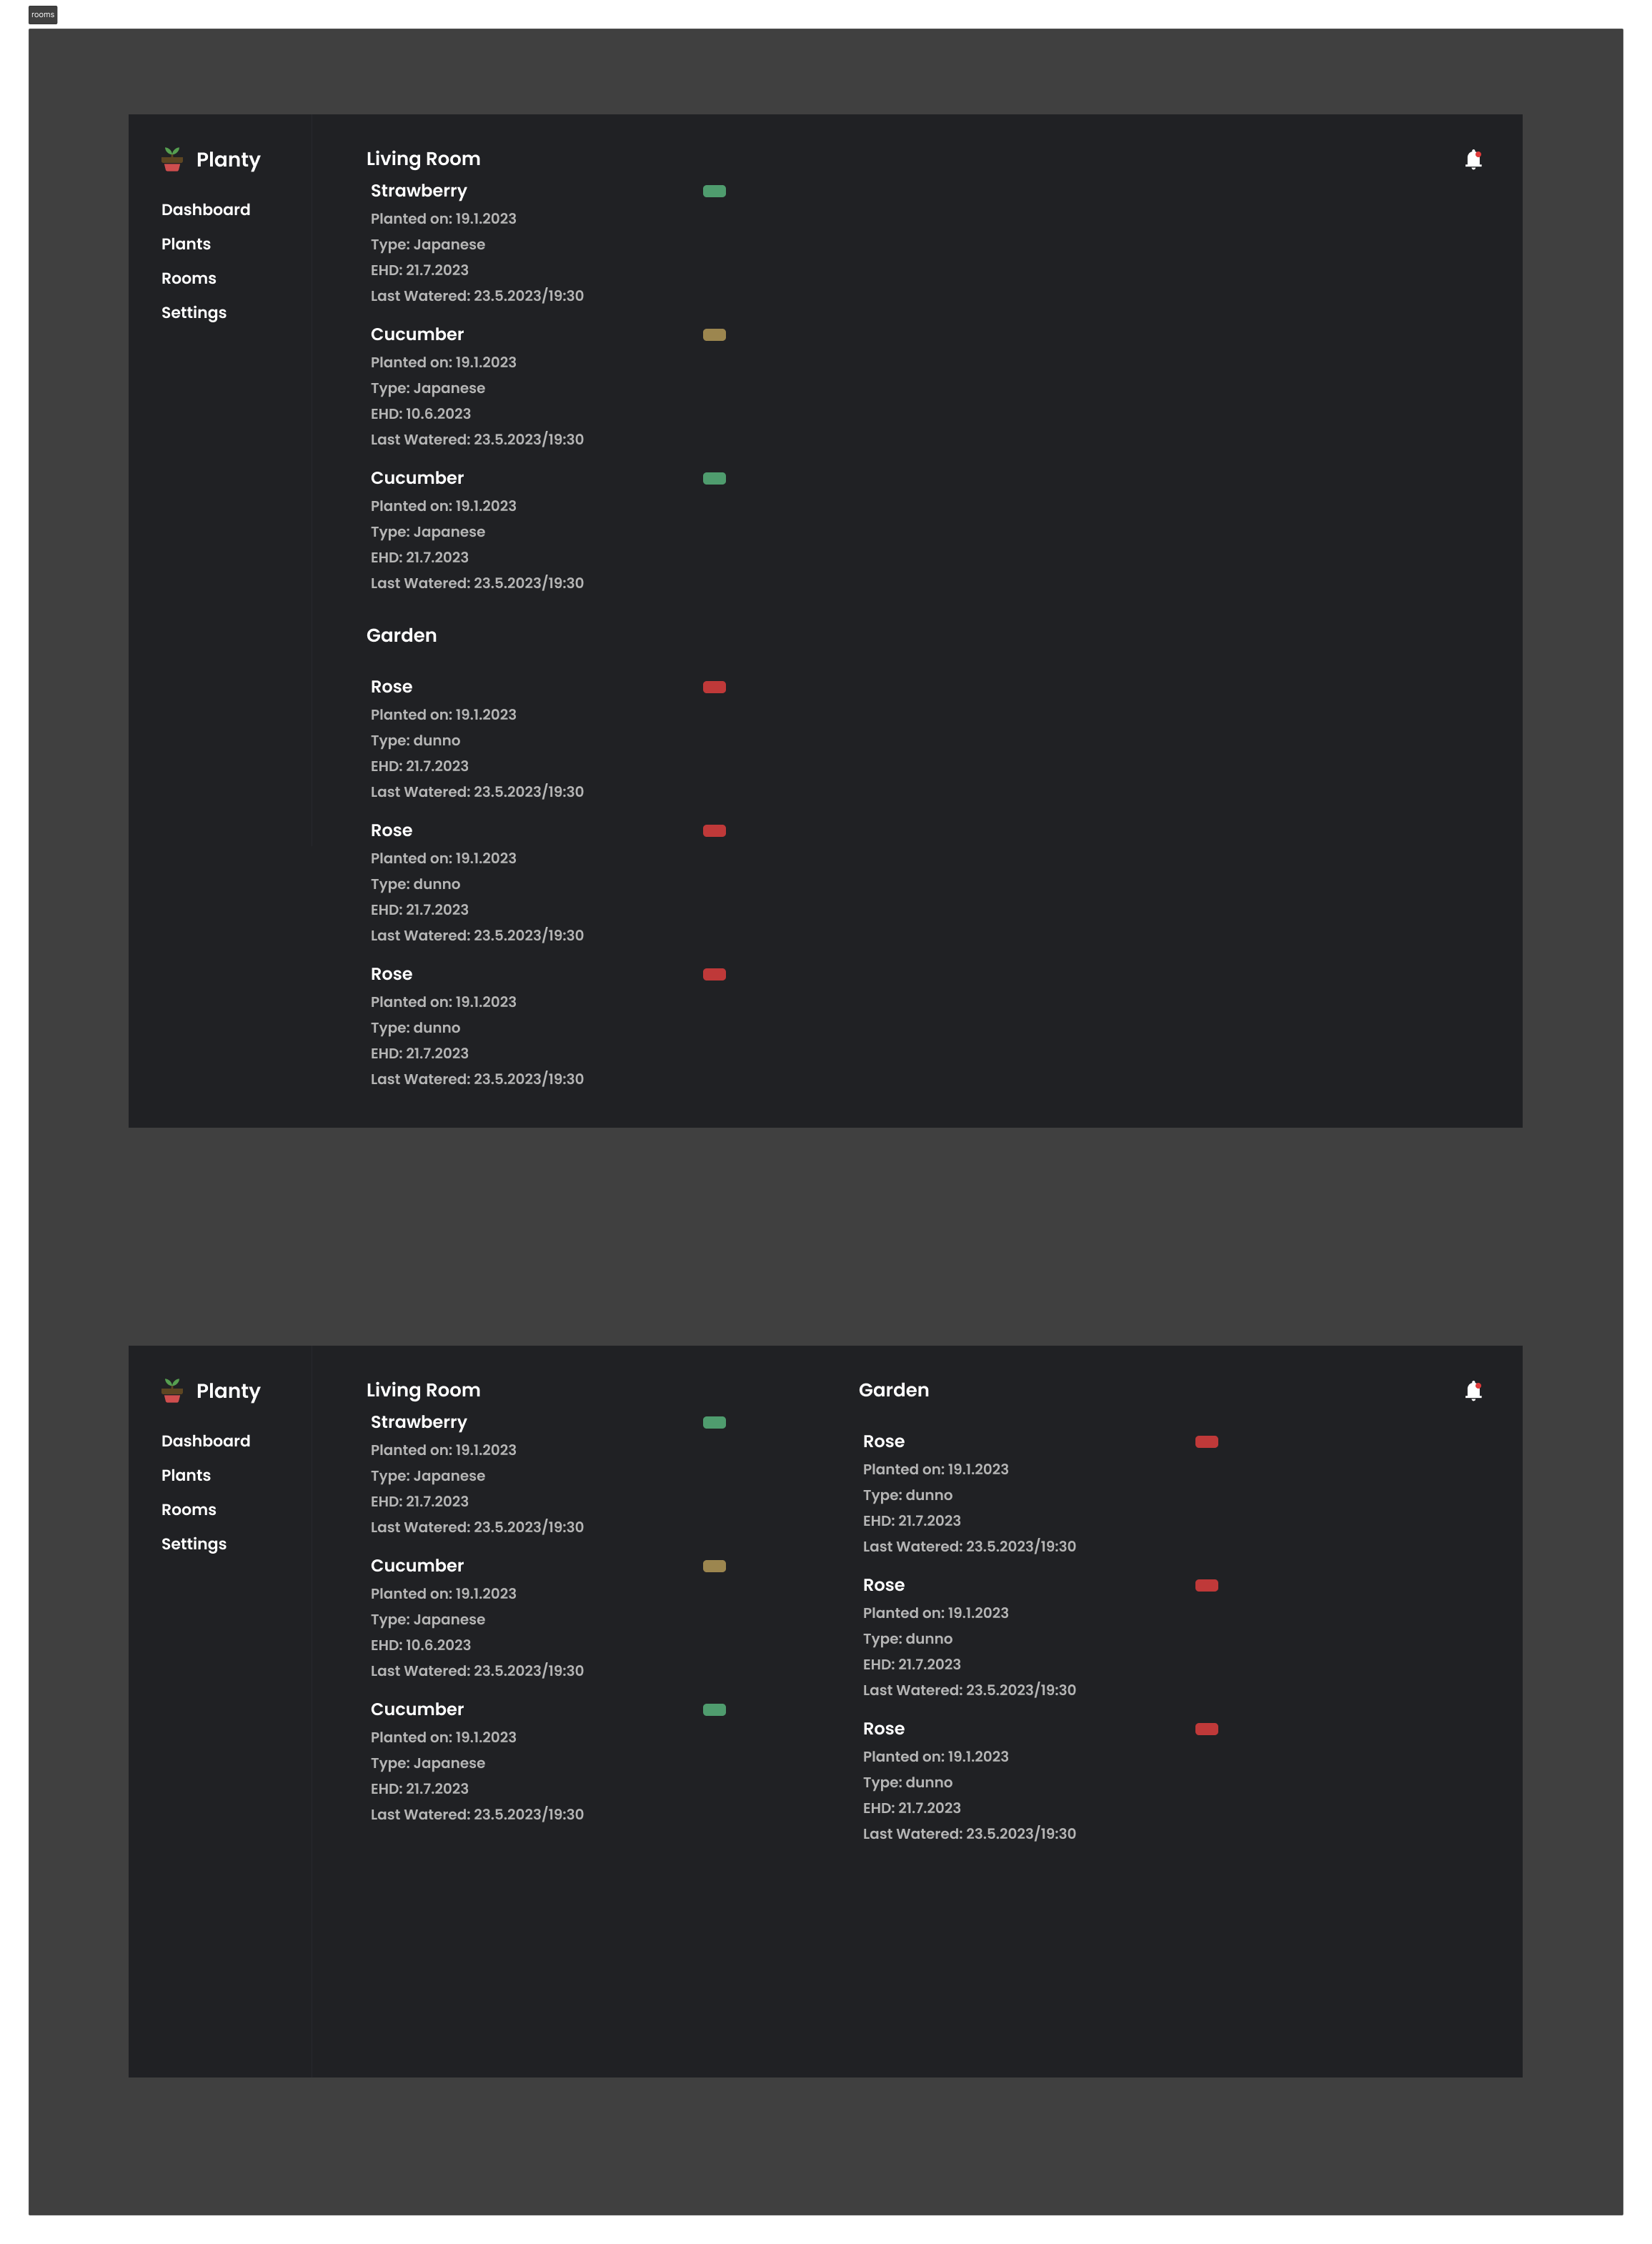 rooms
Planty
Dashboard
Plants
Rooms
Settings
Living Room
Strawberry
Planted on: 19.1.2023
Type: Japanese
EHD: 21.7.2023
Last Watered: 23.5.2023/19:30
Cucumber
Planted on: 19.1.2023
Type: Japanese
EHD: 10.6.2023
Last Watered: 23.5.2023/19:30
Cucumber
Planted on: 19.1.2023
Type: Japanese
EHD: 21.7.2023
Last Watered: 23.5.2023/19:30
Garden
Rose
Planted on: 19.1.2023
Type: dunno
EHD: 21.7.2023
Last Watered: 23.5.2023/19:30
Rose
Planted on: 19.1.2023
Type: dunno
EHD: 21.7.2023
Last Watered: 23.5.2023/19:30
Rose
Planted on: 19.1.2023
Type: dunno
EHD: 21.7.2023
Last Watered: 23.5.2023/19:30
Planty
Dashboard
Plants
Rooms
Settings
Living Room
Strawberry
Planted on: 19.1.2023
Type: Japanese
EHD: 21.7.2023
Last Watered: 23.5.2023/19:30
Cucumber
Planted on: 19.1.2023
Type: Japanese
EHD: 10.6.2023
Last Watered: 23.5.2023/19:30
Cucumber
Planted on: 19.1.2023
Type: Japanese
EHD: 21.7.2023
Last Watered: 23.5.2023/19:30
Garden
Rose
Planted on: 19.1.2023
Type: dunno
EHD: 21.7.2023
Last Watered: 23.5.2023/19:30
Rose
Planted on: 19.1.2023
Type: dunno
EHD: 21.7.2023
Last Watered: 23.5.2023/19:30
Rose
Planted on: 19.1.2023
Type: dunno
EHD: 21.7.2023
Last Watered: 23.5.2023/19:30